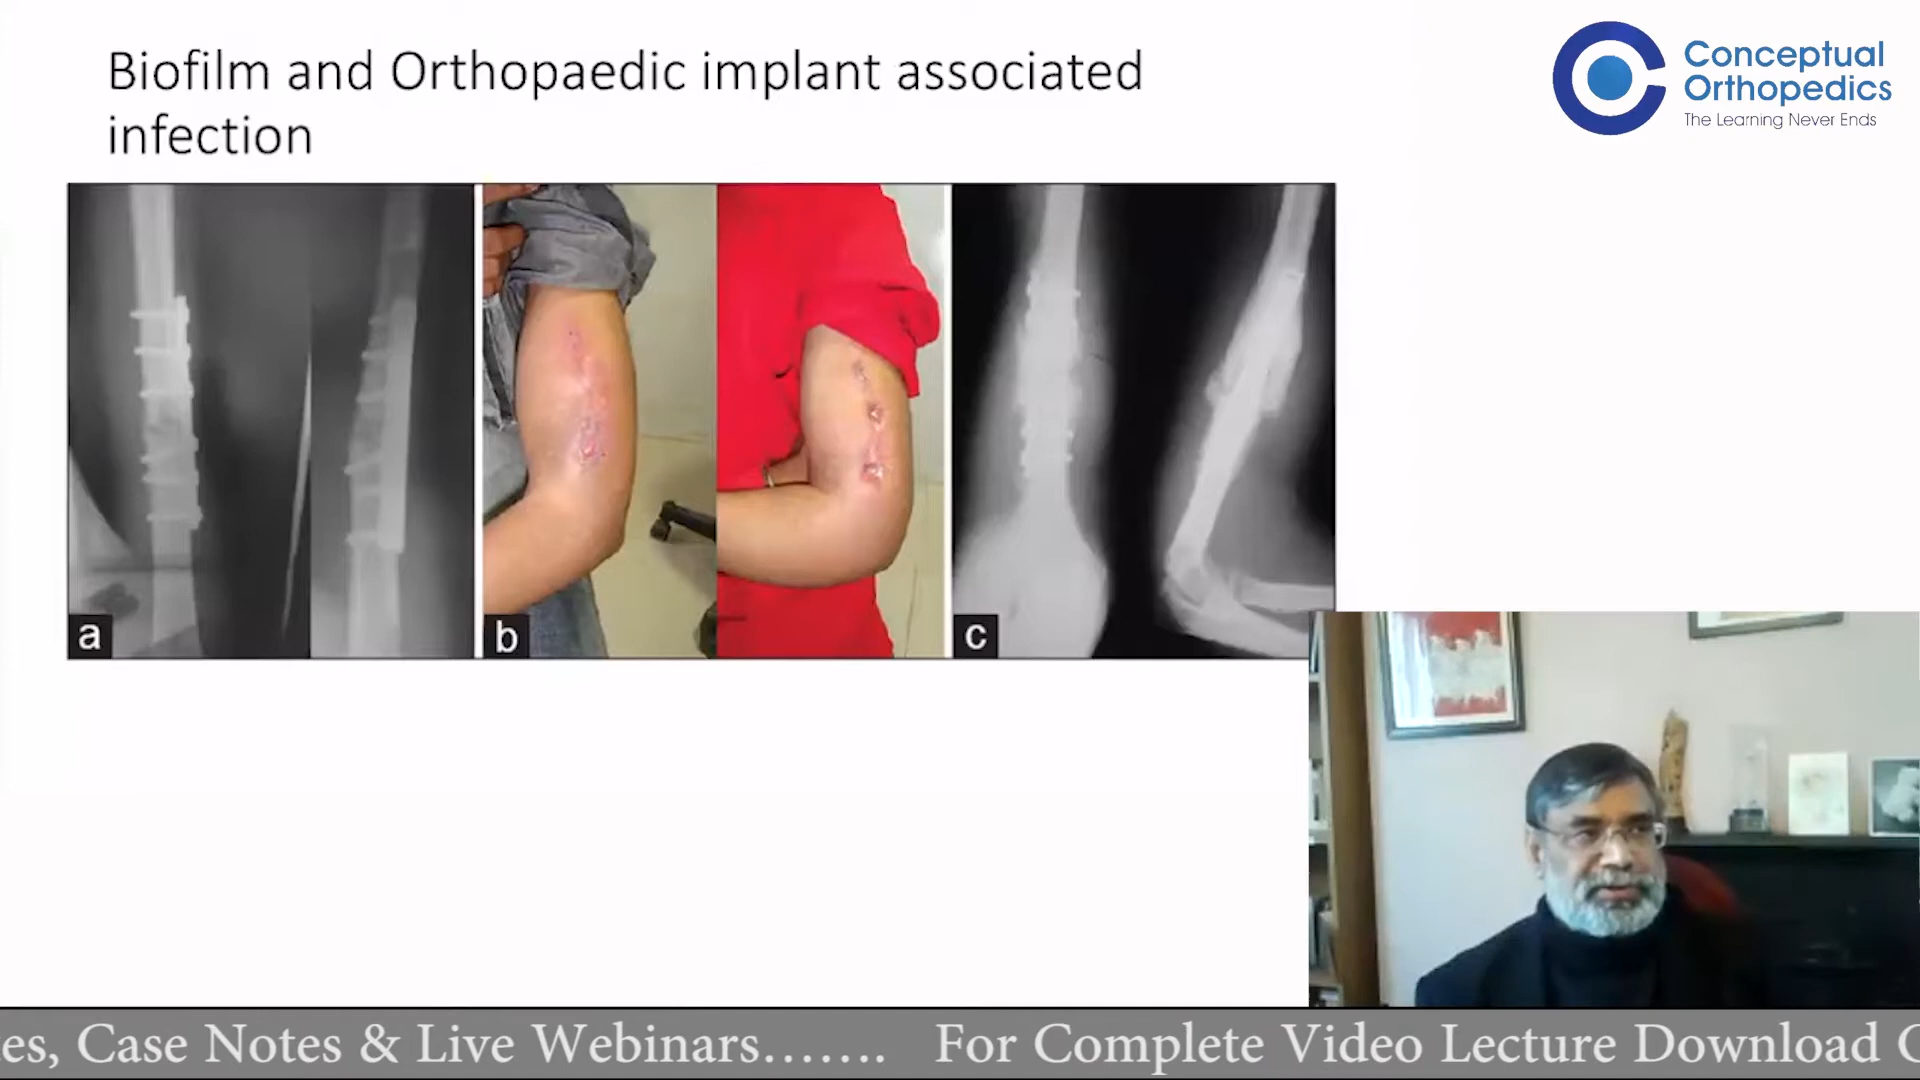 Biofilm and Orthopaedic implant associated
infection
Conceptual
Orthopedics
The Learning Never Ends
a
b
c
es, Case Notes & Live Webinars....... For Complete Video Lecture Download